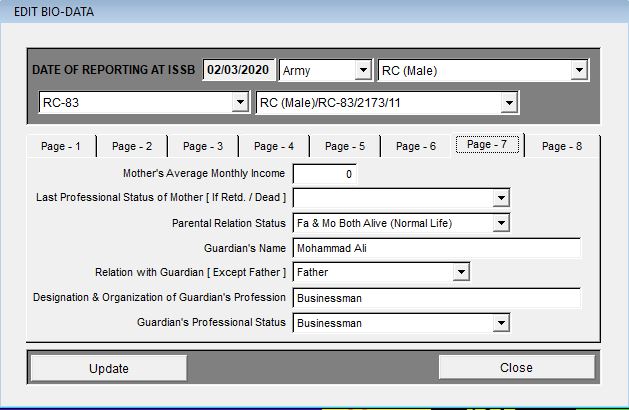 EDIT BIO-DATA
DATE OF REPORTING AT ISSB 02/03/2020 Army RC (Male)
RC-83 RC (Male)/RC-83/2173/11
Page - 1 Page - 2 Page - 3 Page - 4 Page - 5 Page - 6 Page - 7 Page - 8
Mother's Average Monthly Income 0
Last Professional Status of Mother [ If Retd. / Dead ]
Parental Relation Status Fa & Mo Both Alive (Normal Life)
Guardian's Name Mohammad Ali
Relation with Guardian [ Except Father ] Father
Designation & Organization of Guardian's Profession Businessman
Guardian's Professional Status Businessman
Update Close